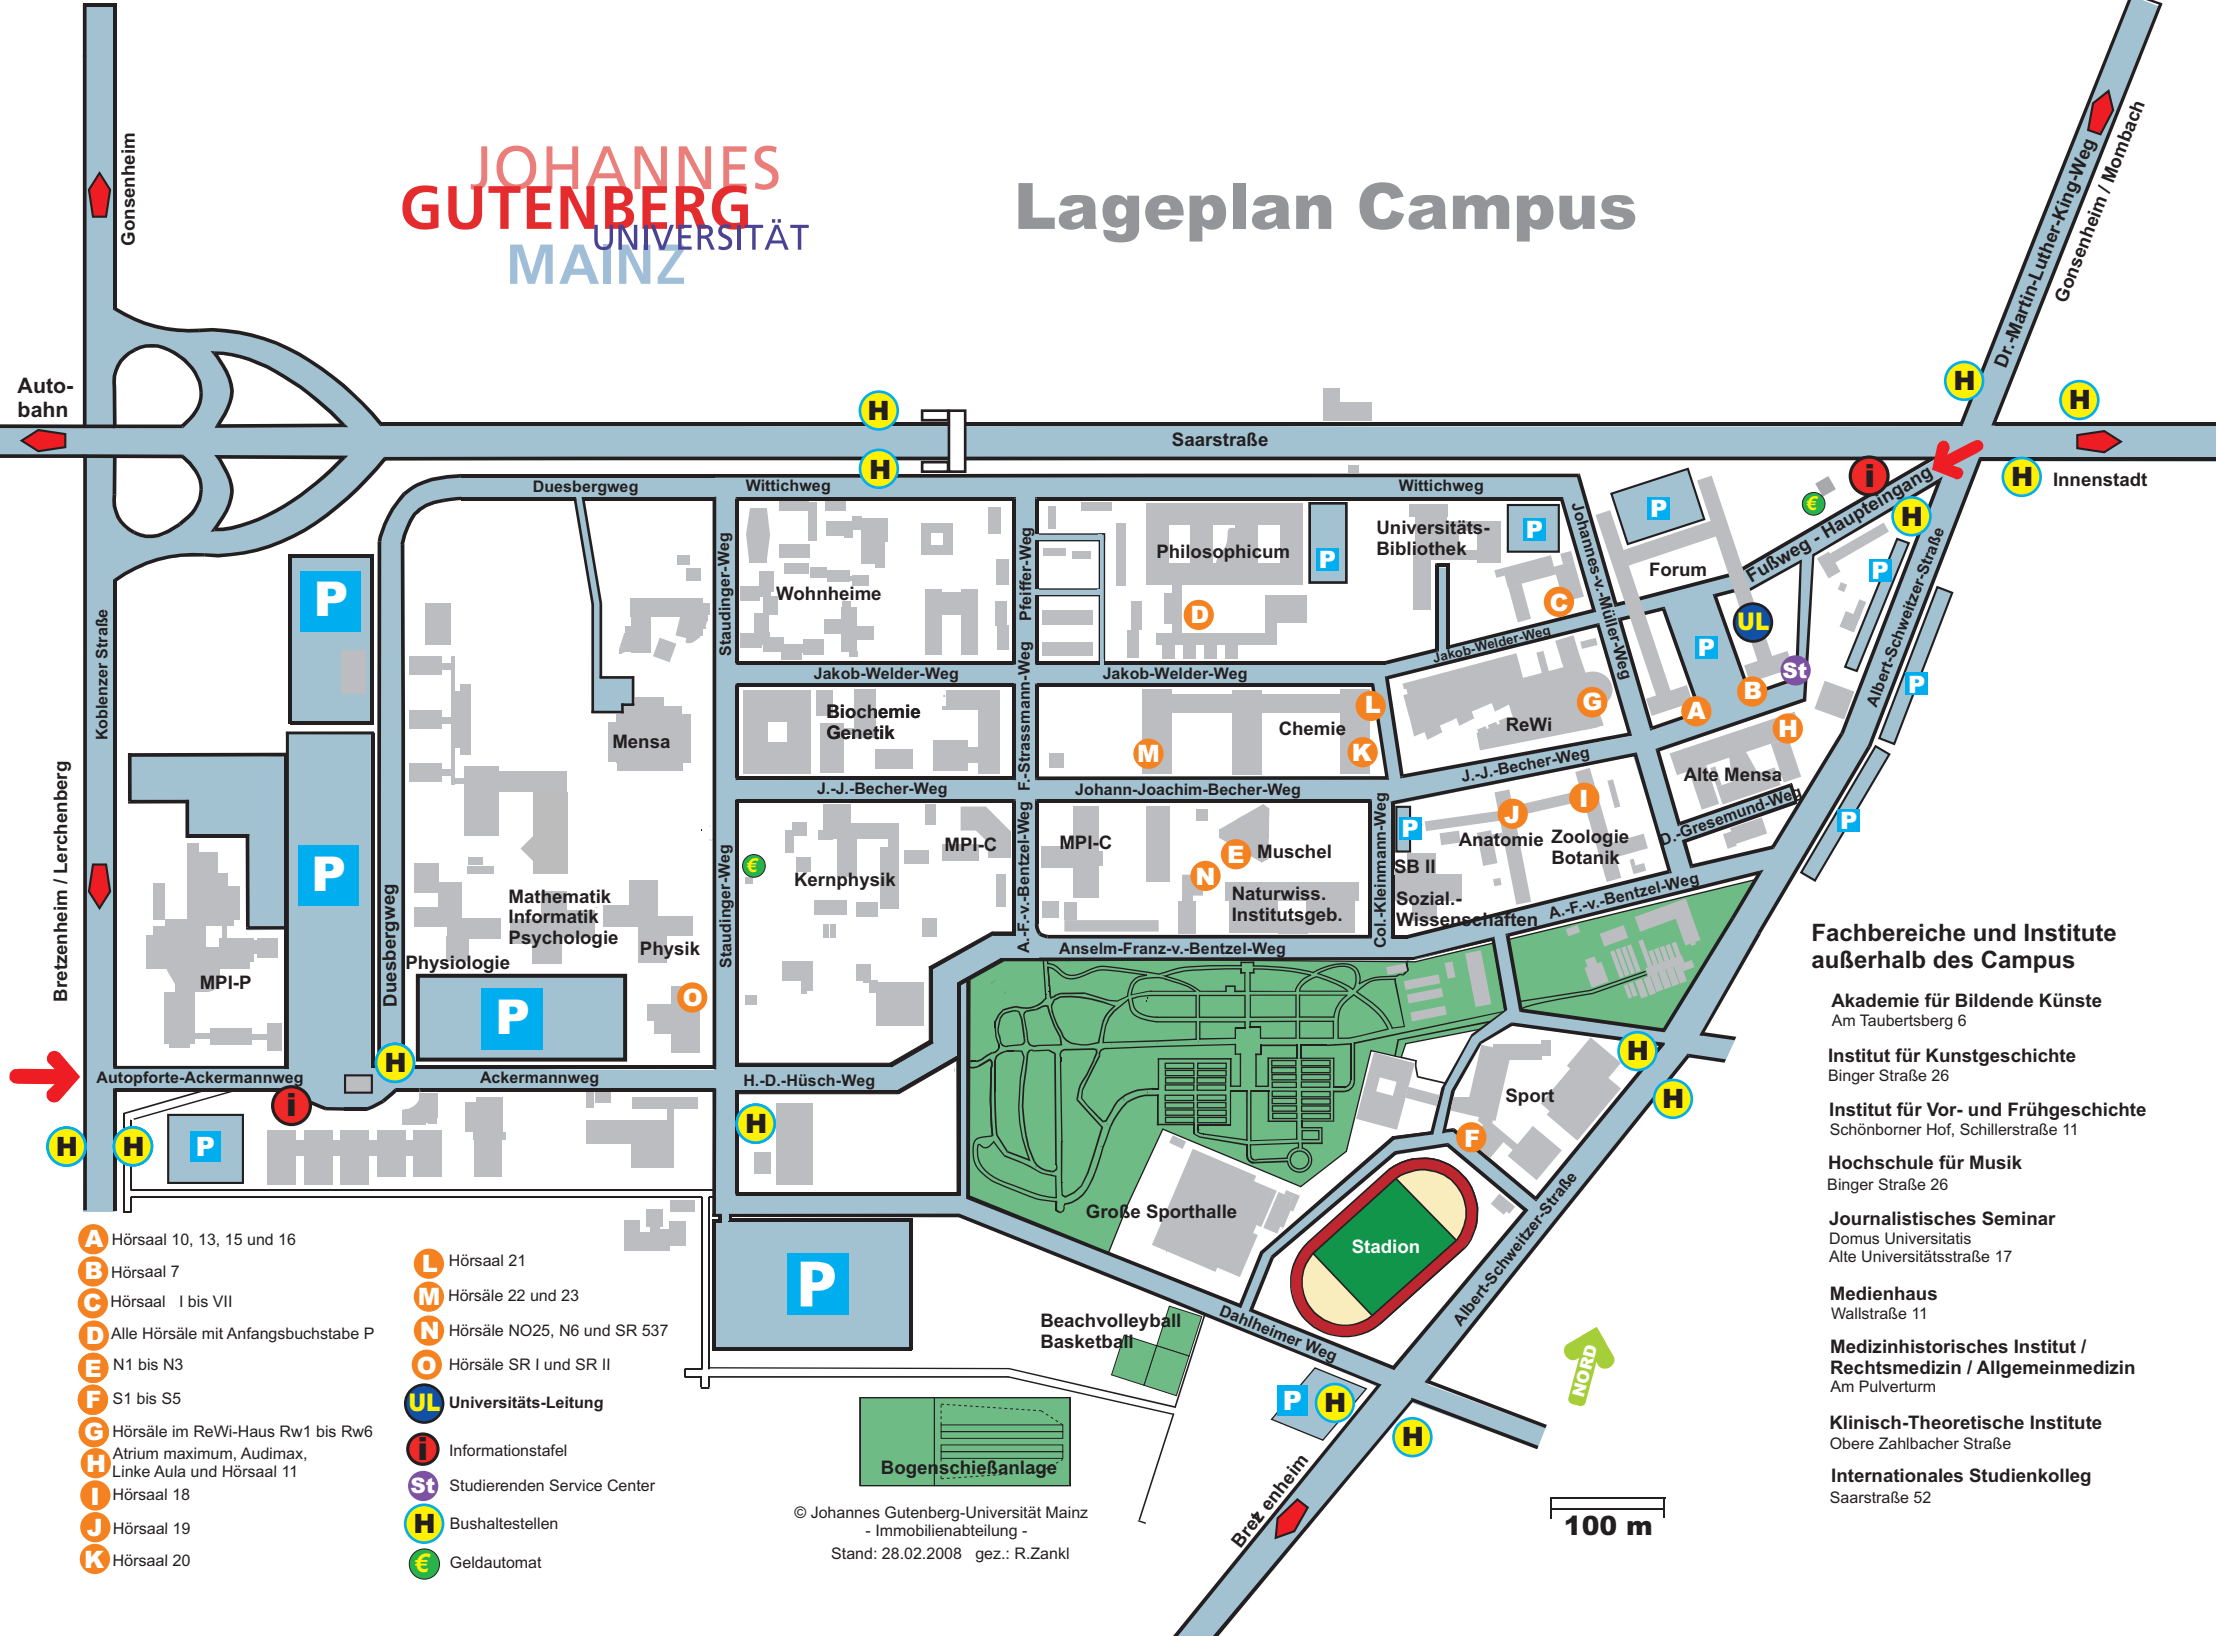 JOHANNES
GUTENBERG
UNIVERSITÄT
MAINZ
Lageplan Campus
Gonsenheim
Dr.-Martin-Luther-King-Weg
Gonsenheim / Mombach
Auto-
bahn
H
H
H
H
H
Saarstraße
H
Innenstadt
i
Fußweg - Haupteingang
€
H
Duesbergweg
Wittichweg
Wittichweg
Koblenzer Straße
Bretzenheim / Lerchenberg
P
P
Duesbergweg
Staudinger-Weg
Wohnheime
Pfeiffer-Weg
F.-Strassmann-Weg
Philosophicum
P
D
Universitäts-
Bibliothek
P
C
Johannes-v.-Müller-Weg
P
Forum
UL
P
St
B
A
H
P
P
P
Albert-Schweitzer-Straße
Mensa
Jakob-Welder-Weg
Jakob-Welder-Weg
Jakob-Welder-Weg
Biochemie
Genetik
M
Chemie
L
K
G
ReWi
Alte Mensa
D.-Gresemund-Weg
J.-J.-Becher-Weg
Johann-Joachim-Becher-Weg
J.-J.-Becher-Weg
Staudinger-Weg
€
Kernphysik
MPI-C
A.-F.-v.-Bentzel-Weg
MPI-C
E
Muschel
N
Naturwiss.
Institutsgeb.
Col.-Kleinmann-Weg
P
SB II
Sozial.-
Wissenschaften
J
I
Anatomie
Zoologie
Botanik
A.-F.-v.-Bentzel-Weg
Anselm-Franz-v.-Bentzel-Weg
Mathematik
Informatik
Psychologie
Physik
Physiologie
P
O
MPI-P
H
Autopforte-Ackermannweg
Ackermannweg
H.-D.-Hüsch-Weg
i
H
H
P
H
H
H
Sport
F
Große Sporthalle
Stadion
Albert-Schweitzer-Straße
Dahlheimer Weg
P
Beachvolleyball
Basketball
P
H
H
Bretzenheim
Bogenschießanlage
NORD
100 m
A Hörsaal 10, 13, 15 und 16
B Hörsaal 7
C Hörsaal I bis VII
D Alle Hörsäle mit Anfangsbuchstabe P
E N1 bis N3
F S1 bis S5
G Hörsäle im ReWi-Haus Rw1 bis Rw6
H Atrium maximum, Audimax,
Linke Aula und Hörsaal 11
I Hörsaal 18
J Hörsaal 19
K Hörsaal 20
L Hörsaal 21
M Hörsäle 22 und 23
N Hörsäle NO25, N6 und SR 537
O Hörsäle SR I und SR II
UL Universitäts-Leitung
i Informationstafel
St Studierenden Service Center
H Bushaltestellen
€ Geldautomat
© Johannes Gutenberg-Universität Mainz
- Immobilienabteilung -
Stand: 28.02.2008 gez.: R.Zankl
Fachbereiche und Institute
außerhalb des Campus
Akademie für Bildende Künste
Am Taubertsberg 6
Institut für Kunstgeschichte
Binger Straße 26
Institut für Vor- und Frühgeschichte
Schönborner Hof, Schillerstraße 11
Hochschule für Musik
Binger Straße 26
Journalistisches Seminar
Domus Universitatis
Alte Universitätsstraße 17
Medienhaus
Wallstraße 11
Medizinhistorisches Institut /
Rechtsmedizin / Allgemeinmedizin
Am Pulverturm
Klinisch-Theoretische Institute
Obere Zahlbacher Straße
Internationales Studienkolleg
Saarstraße 52